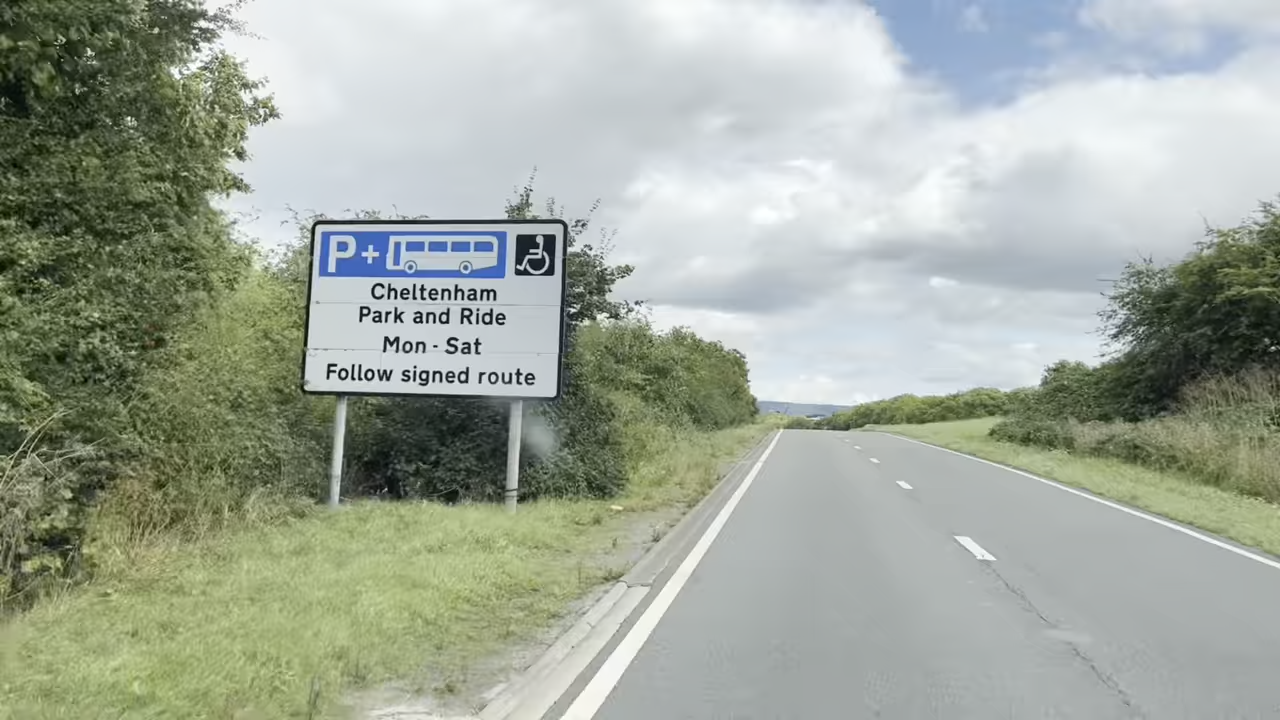 P+
Cheltenham
Park and Ride
Mon - Sat
Follow signed route